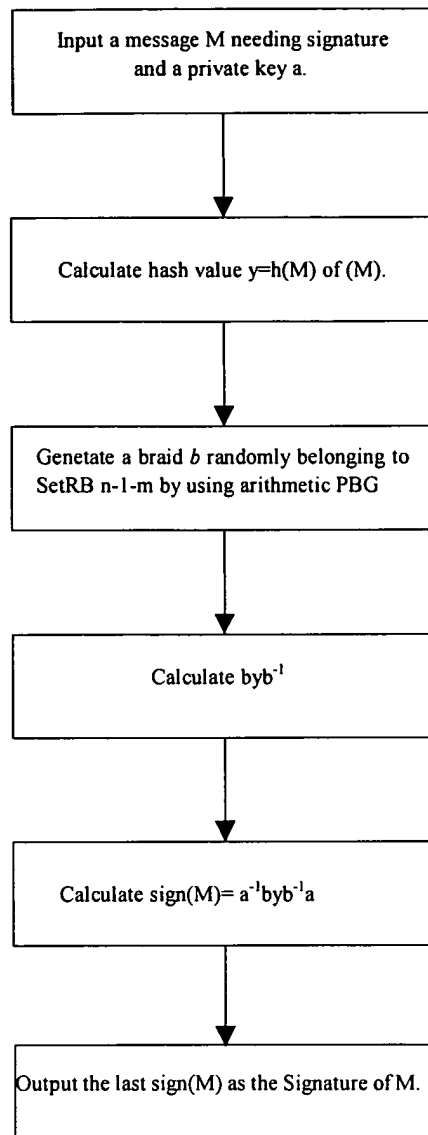 Input a message M needing signature
and a private key a.
Calculate hash value y=h(M) of (M).
Genetate a braid b randomly belonging to
SetRB n-1-m by using arithmetic PBG
Calculate byb⁻¹
Calculate sign(M)= a⁻¹byb⁻¹a
Output the last sign(M) as the Signature of M.